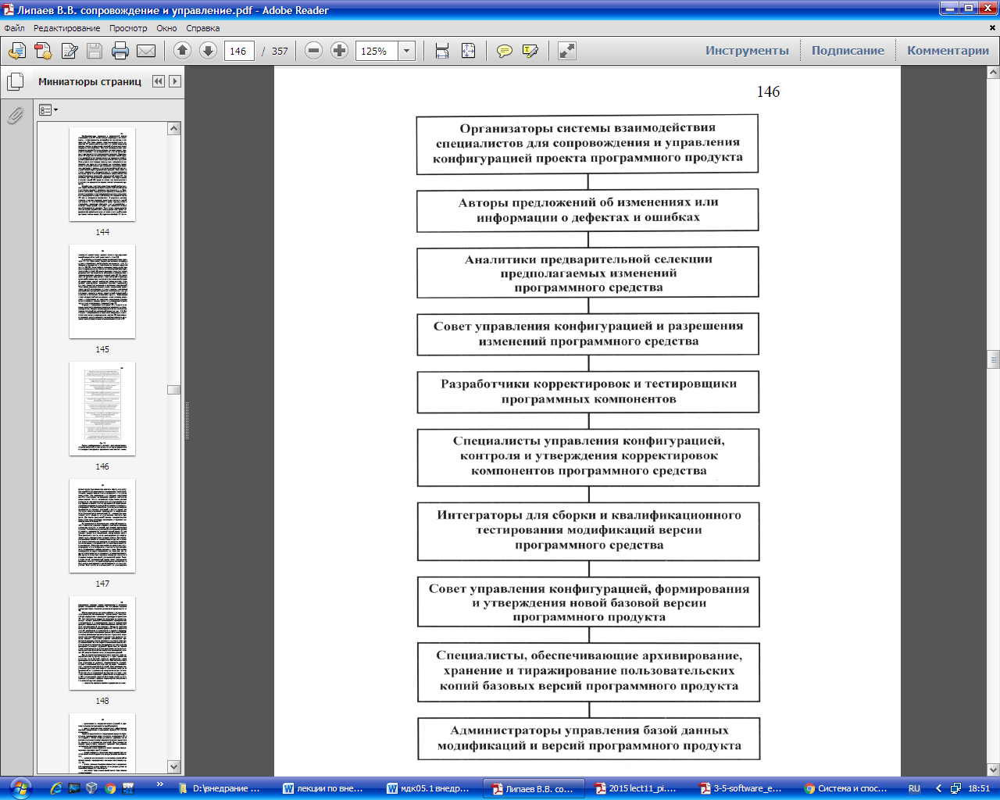 Липаев В.В. сопровождение и управление.pdf - Adobe Reader
Файл Редактирование Просмотр Окно Справка
146 / 357 125% Инструменты Подписание Комментарии
Миниатюры страниц
144
145
146
147
148
146
Организаторы системы взаимодействия
специалистов для сопровождения и управления
конфигурацией проекта программного продукта
Авторы предложений об изменениях или
информации о дефектах и ошибках
Аналитики предварительной селекции
предполагаемых изменений
программного средства
Совет управления конфигурацией и разрешения
изменений программного средства
Разработчики корректировок и тестировщики
программных компонентов
Специалисты управления конфигурацией,
контроля и утверждения корректировок
компонентов программного средства
Интеграторы для сборки и квалификационного
тестирования модификаций версии
программного средства
Совет управления конфигурацией, формирования
и утверждения новой базовой версии
программного продукта
Специалисты, обеспечивающие архивирование,
хранение и тиражирование пользовательских
копий базовых версий программного продукта
Администраторы управления базой данных
модификаций и версий программного продукта
D:\внедрание ... лекции по вне... мдк05.1 внедр... Липаев В.В. со... 2015 lect11_pi.... 3-5-software_e... Система и спос... RU 18:51